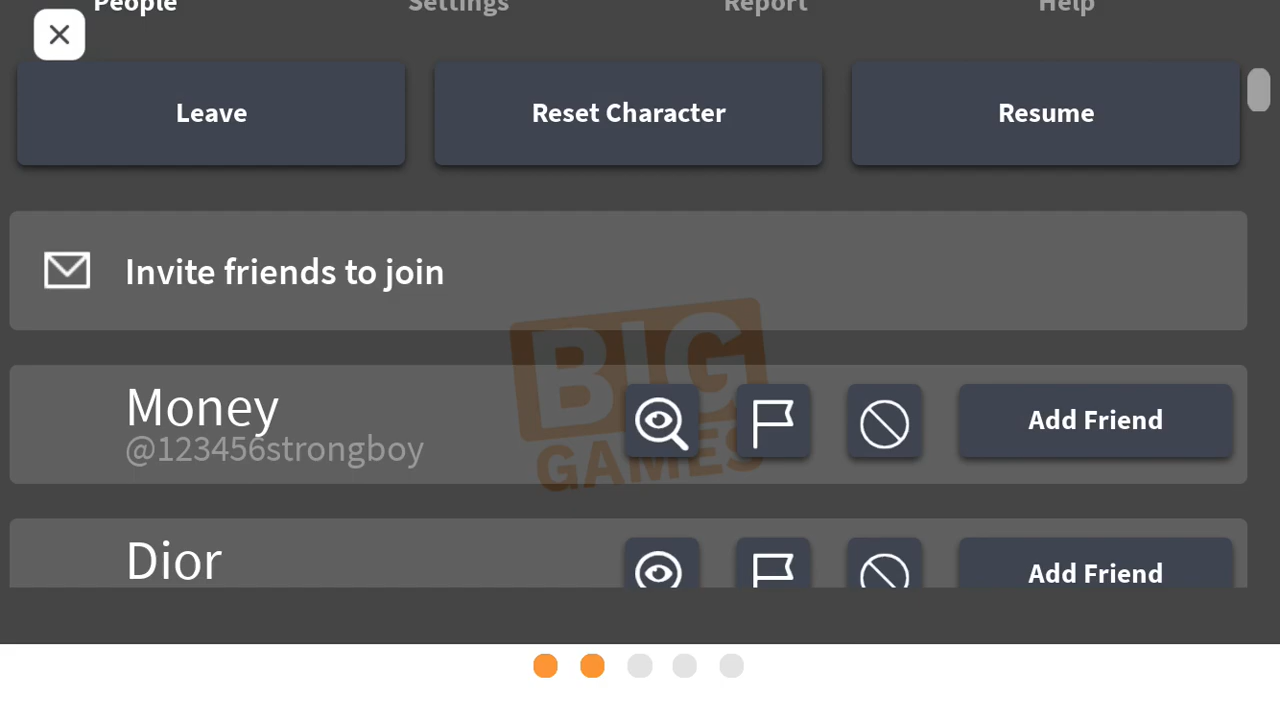 People
Settings
Report
Help
Leave
Reset Character
Resume
Invite friends to join
BIG
GAMES
Money
@123456strongboy
Add Friend
Dior
Add Friend